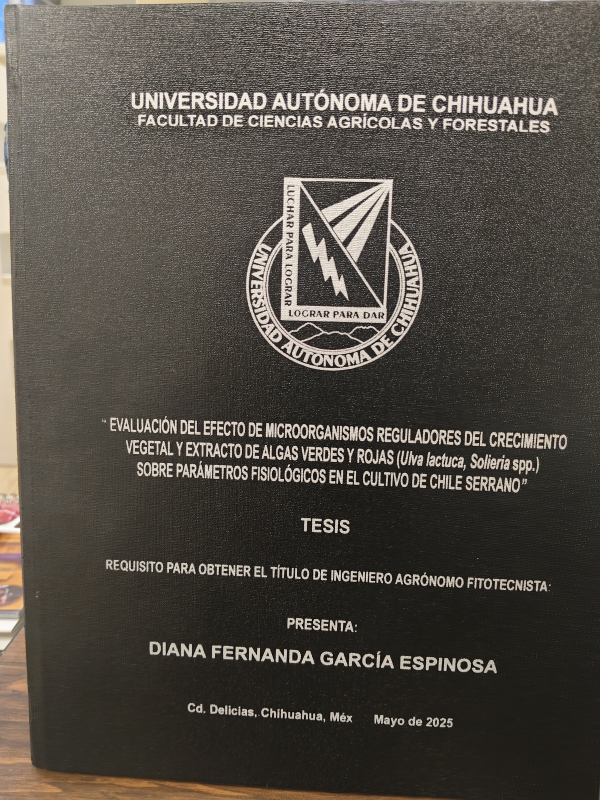 UNIVERSIDAD AUTÓNOMA DE CHIHUAHUA
FACULTAD DE CIENCIAS AGRÍCOLAS Y FORESTALES
LUCHAR PARA LOGRAR
LOGRAR PARA DAR
UNIVERSIDAD AUTONOMA DE CHIHUAHUA
“ EVALUACIÓN DEL EFECTO DE MICROORGANISMOS REGULADORES DEL CRECIMIENTO
VEGETAL Y EXTRACTO DE ALGAS VERDES Y ROJAS (Ulva lactuca, Solieria spp.)
SOBRE PARÁMETROS FISIOLÓGICOS EN EL CULTIVO DE CHILE SERRANO”
TESIS
REQUISITO PARA OBTENER EL TÍTULO DE INGENIERO AGRÓNOMO FITOTECNISTA:
PRESENTA:
DIANA FERNANDA GARCÍA ESPINOSA
Cd. Delicias, Chihuahua, Méx Mayo de 2025